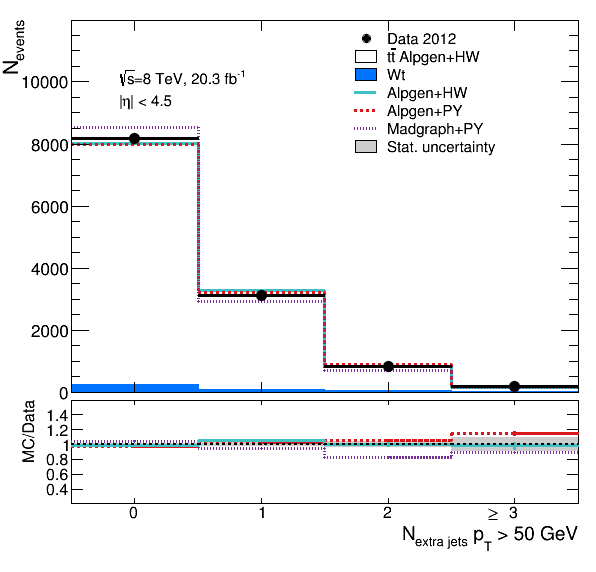 N_events
Data 2012
tt̄ Alpgen+HW
Wt
Alpgen+HW
Alpgen+PY
Madgraph+PY
Stat. uncertainty
√s=8 TeV, 20.3 fb⁻¹
|η| < 4.5
10000
8000
6000
4000
2000
0
MC/Data
1.4
1.2
1
0.8
0.6
0.4
0 1 2 ≥ 3
N_extra jets p_T > 50 GeV